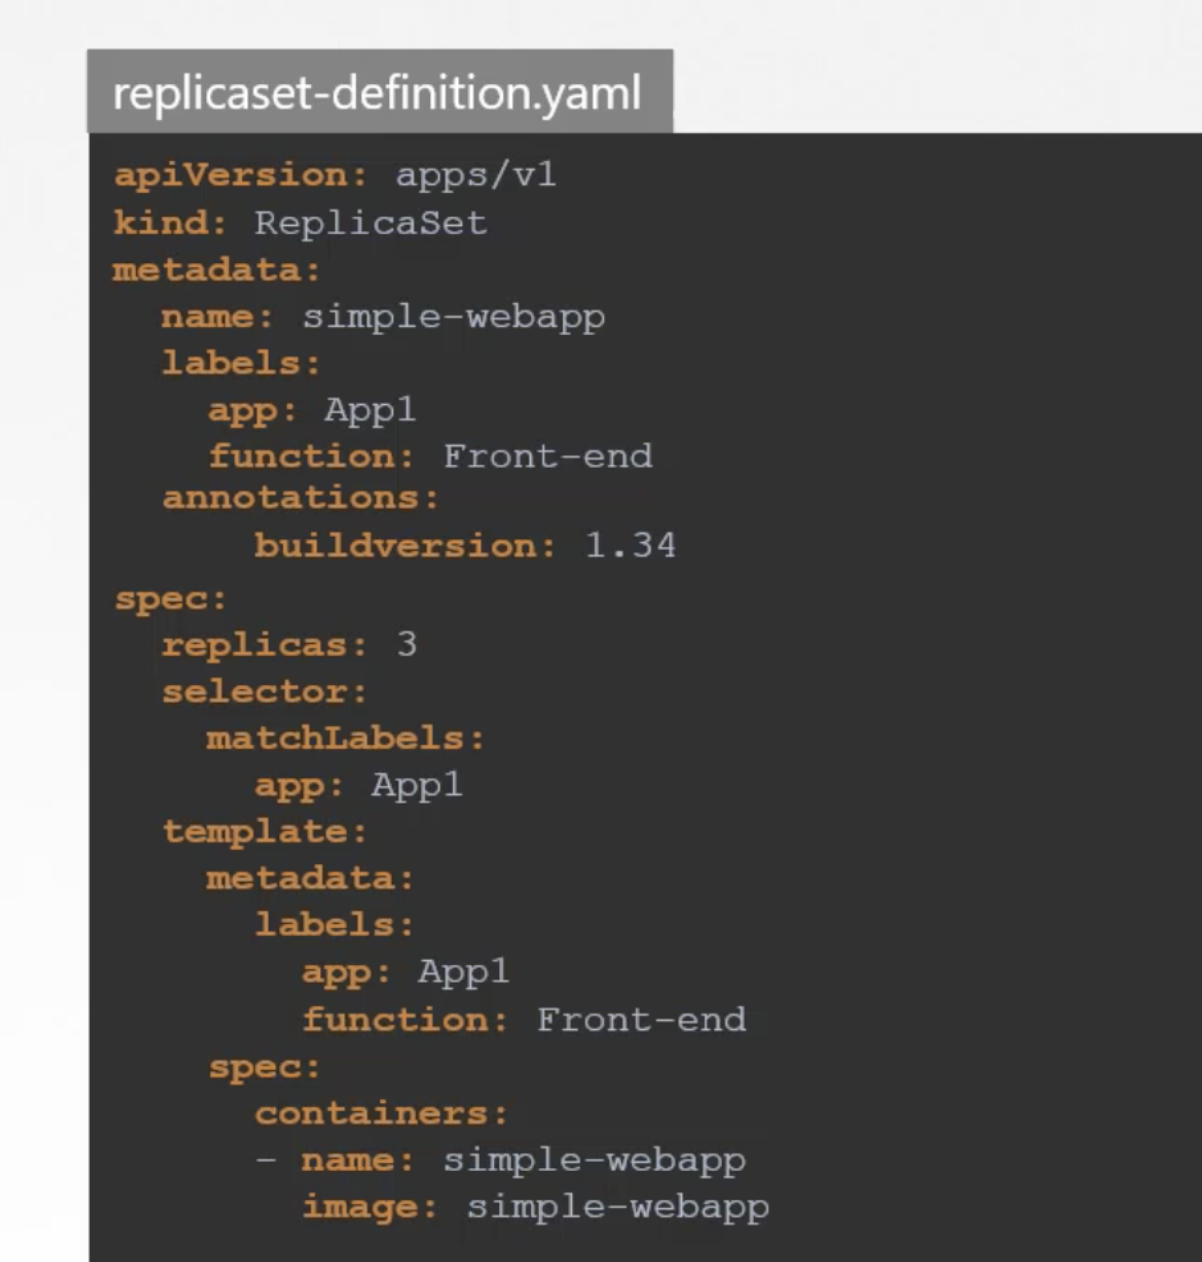 replicaset-definition.yaml
apiVersion: apps/v1
kind: ReplicaSet
metadata:
  name: simple-webapp
  labels:
    app: App1
    function: Front-end
  annotations:
      buildversion: 1.34
spec:
  replicas: 3
  selector:
    matchLabels:
      app: App1
  template:
    metadata:
      labels:
        app: App1
        function: Front-end
    spec:
      containers:
      - name: simple-webapp
        image: simple-webapp